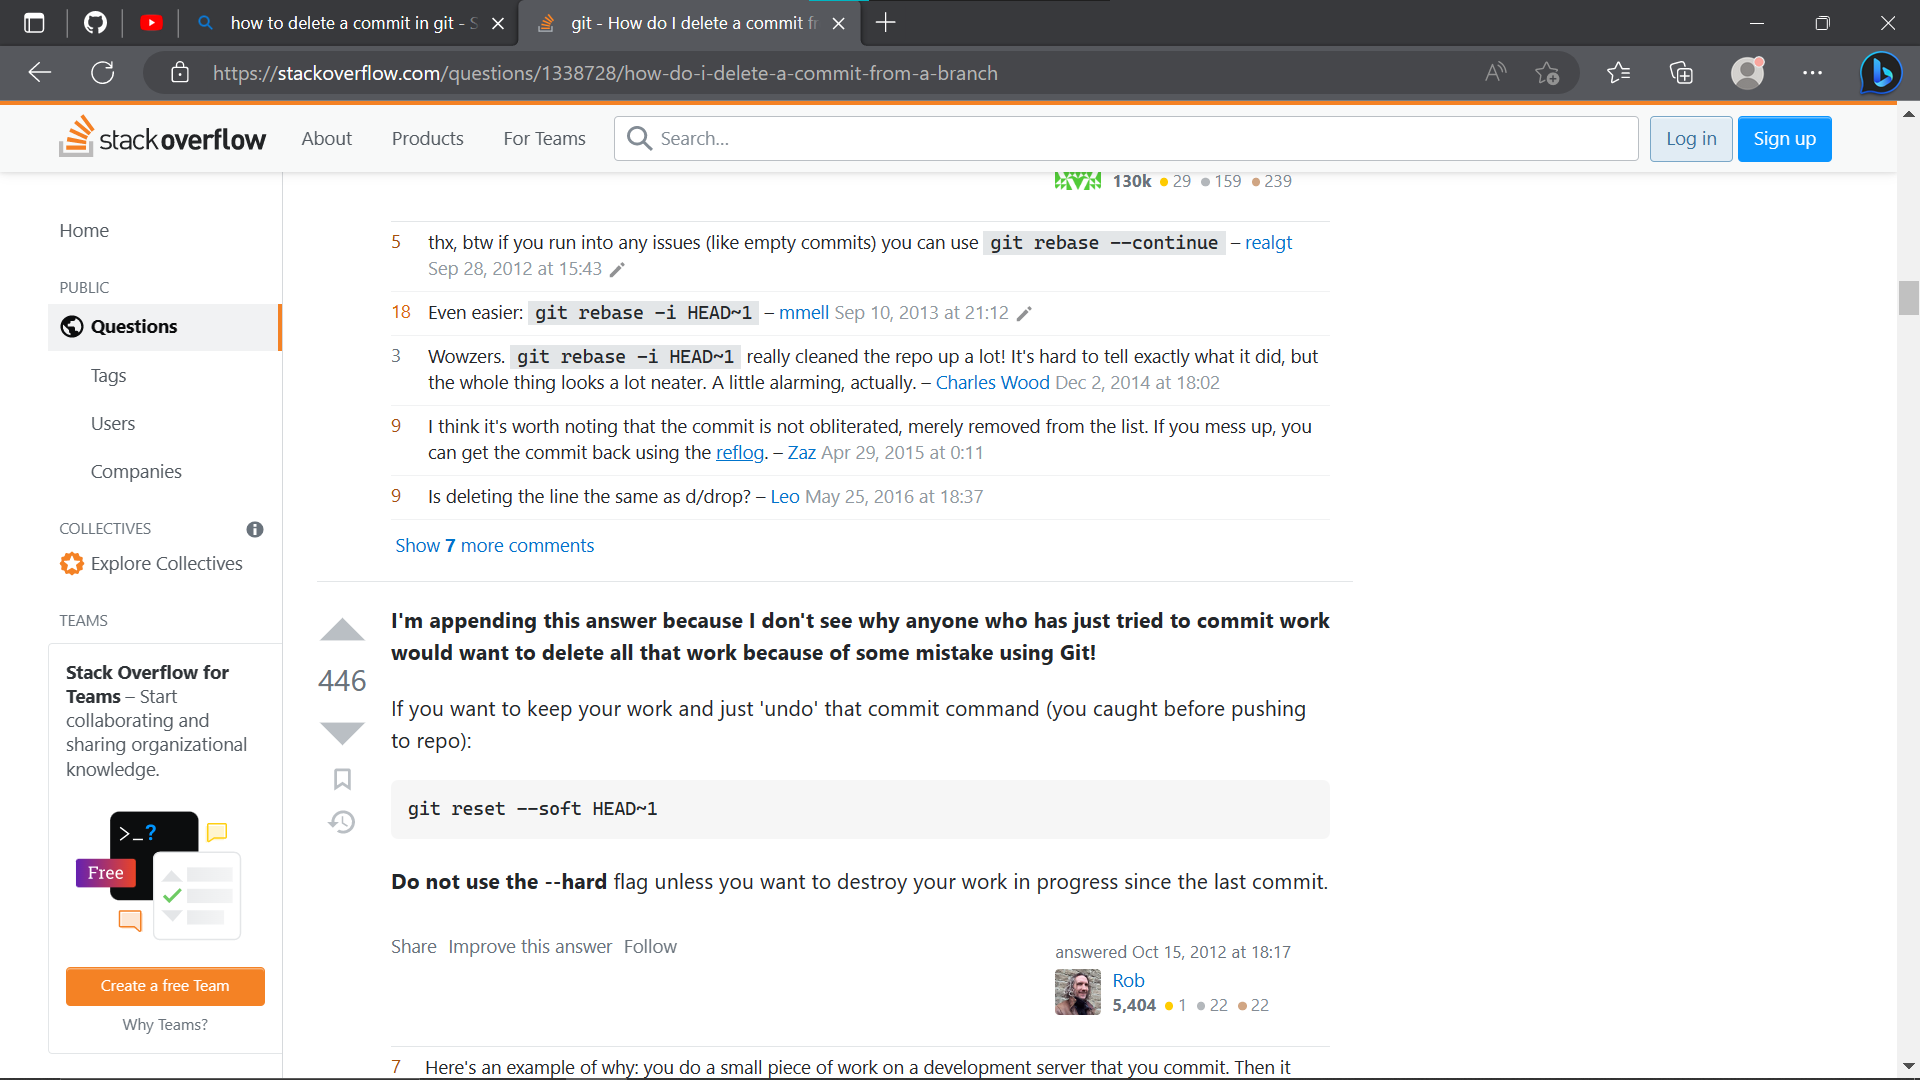 how to delete a commit in git - S
git - How do I delete a commit fr
https://stackoverflow.com/questions/1338728/how-do-i-delete-a-commit-from-a-branch
stackoverflow
About
Products
For Teams
Search...
Log in
Sign up
130k 29 159 239
Home
PUBLIC
Questions
Tags
Users
Companies
COLLECTIVES
Explore Collectives
TEAMS
Stack Overflow for
Teams – Start
collaborating and
sharing organizational
knowledge.
>_?
Free
Create a free Team
Why Teams?
5 thx, btw if you run into any issues (like empty commits) you can use git rebase --continue – realgt
Sep 28, 2012 at 15:43
18 Even easier: git rebase -i HEAD~1 – mmell Sep 10, 2013 at 21:12
3 Wowzers. git rebase -i HEAD~1 really cleaned the repo up a lot! It's hard to tell exactly what it did, but
the whole thing looks a lot neater. A little alarming, actually. – Charles Wood Dec 2, 2014 at 18:02
9 I think it's worth noting that the commit is not obliterated, merely removed from the list. If you mess up, you
can get the commit back using the reflog. – Zaz Apr 29, 2015 at 0:11
9 Is deleting the line the same as d/drop? – Leo May 25, 2016 at 18:37
Show 7 more comments
446
I'm appending this answer because I don't see why anyone who has just tried to commit work
would want to delete all that work because of some mistake using Git!
If you want to keep your work and just 'undo' that commit command (you caught before pushing
to repo):
git reset --soft HEAD~1
Do not use the --hard flag unless you want to destroy your work in progress since the last commit.
Share Improve this answer Follow
answered Oct 15, 2012 at 18:17
Rob
5,404 1 22 22
7 Here's an example of why: you do a small piece of work on a development server that you commit. Then it